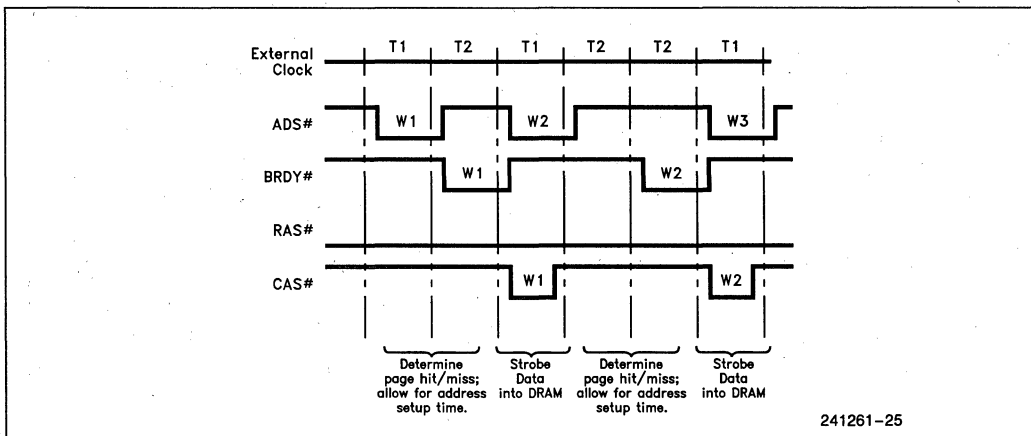 External Clock T1 T2 T1 T2 T2 T1
ADS# W1 W2 W3
BRDY# W1 W2
RAS#
CAS# W1 W2
Determine page hit/miss; allow for address setup time.
Strobe Data into DRAM
Determine page hit/miss; allow for address setup time.
Strobe Data into DRAM
241261-25